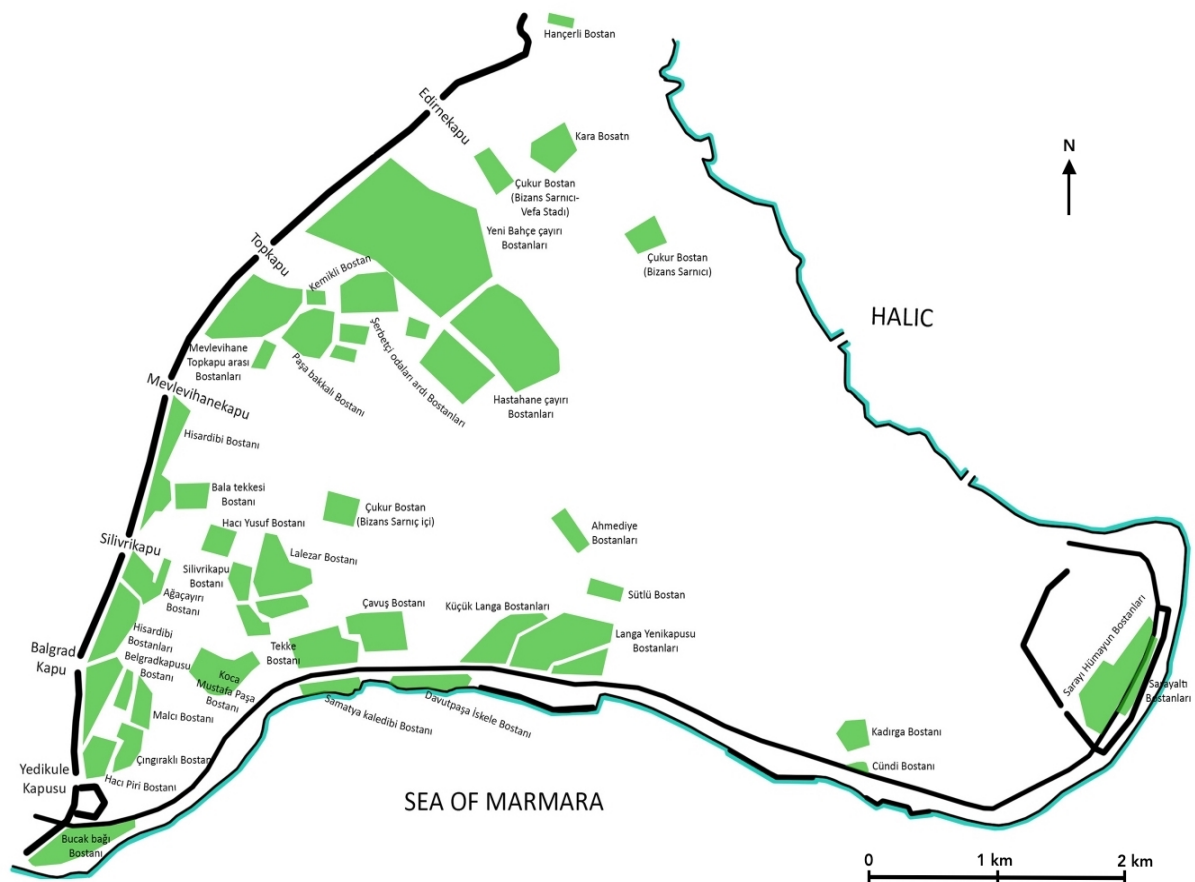 Hançerli Bostan
Edirnekapu
Kara Bosatn
Çukur Bostan
(Bizans Sarnıcı-
Vefa Stadı)
N
Yeni Bahçe çayırı
Bostanları
Topkapu
Çukur Bostan
(Bizans Sarnıcı)
Kemikli Bostan
HALIC
Şerbetçi odaları ardı Bostanları
Mevlevihane
Topkapu arası
Bostanları
Paşa bakkalı Bostanı
Hastahane çayırı
Bostanları
Mevlevihanekapu
Hisardibi Bostanı
Bala tekkesi
Bostanı
Çukur Bostan
(Bizans Sarnıç içi)
Hacı Yusuf Bostanı
Ahmediye
Bostanları
Silivrikapu
Lalezar Bostanı
Silivrikapu
Bostanı
Ağaçayırı
Bostanı
Sütlü Bostan
Çavuş Bostanı
Küçük Langa Bostanları
Langa Yenikapusu
Bostanları
Hisardibi
Bostanları
Balgrad
Kapu
Belgradkapusu
Bostanı
Tekke
Bostanı
Koca
Mustafa Paşa
Bostanı
Sarayı Hümayun Bostanları
Sarayaltı
Bostanları
Malcı Bostanı
Samatya kaledibi Bostanı
Davutpaşa İskele Bostanı
Kadırga Bostanı
Çıngıraklı Bostan
Cündi Bostanı
Yedikule
Kapusu
Hacı Piri Bostanı
SEA OF MARMARA
Bucak bağı
Bostanı
0 1 km 2 km